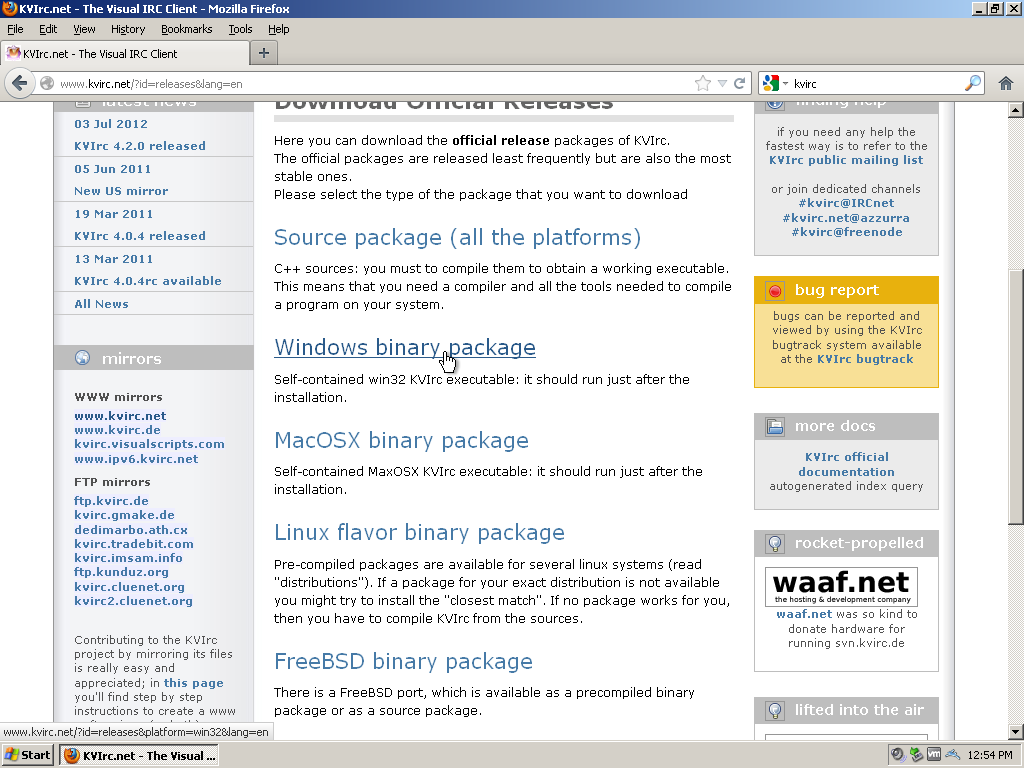 KVIrc.net - The Visual IRC Client - Mozilla Firefox
File Edit View History Bookmarks Tools Help
KVIrc.net - The Visual IRC Client
www.kvirc.net/?id=releases&lang=en
kvirc
latest news
03 Jul 2012
KVIrc 4.2.0 released
05 Jun 2011
New US mirror
19 Mar 2011
KVIrc 4.0.4 released
13 Mar 2011
KVIrc 4.0.4rc available
All News
mirrors
WWW mirrors
www.kvirc.net
www.kvirc.de
kvirc.visualscripts.com
www.ipv6.kvirc.net
FTP mirrors
ftp.kvirc.de
kvirc.gmake.de
dedimarbo.ath.cx
kvirc.tradebit.com
kvirc.imsam.info
ftp.kunduz.org
kvirc.cluenet.org
kvirc2.cluenet.org
Contributing to the KVIrc
project by mirroring its files
is really easy and
appreciated; in this page
you'll find step by step
instructions to create a www
Download Official Releases
Here you can download the official release packages of KVIrc.
The official packages are released least frequently but are also the most
stable ones.
Please select the type of the package that you want to download
Source package (all the platforms)
C++ sources: you must to compile them to obtain a working executable.
This means that you need a compiler and all the tools needed to compile
a program on your system.
Windows binary package
Self-contained win32 KVIrc executable: it should run just after the
installation.
MacOSX binary package
Self-contained MaxOSX KVIrc executable: it should run just after the
installation.
Linux flavor binary package
Pre-compiled packages are available for several linux systems (read
"distributions"). If a package for your exact distribution is not available
you might try to install the "closest match". If no package works for you,
then you have to compile KVIrc from the sources.
FreeBSD binary package
There is a FreeBSD port, which is available as a precompiled binary
package or as a source package.
finding help
if you need any help the
fastest way is to refer to the
KVIrc public mailing list
or join dedicated channels
#kvirc@IRCnet
#kvirc.net@azzurra
#kvirc@freenode
bug report
bugs can be reported and
viewed by using the KVIrc
bugtrack system available
at the KVIrc bugtrack
more docs
KVIrc official
documentation
autogenerated index query
rocket-propelled
waaf.net
the hosting & development company
waaf.net was so kind to
donate hardware for
running svn.kvirc.de
lifted into the air
www.kvirc.net/?id=releases&platform=win32&lang=en
Start
KVIrc.net - The Visual ...
12:54 PM